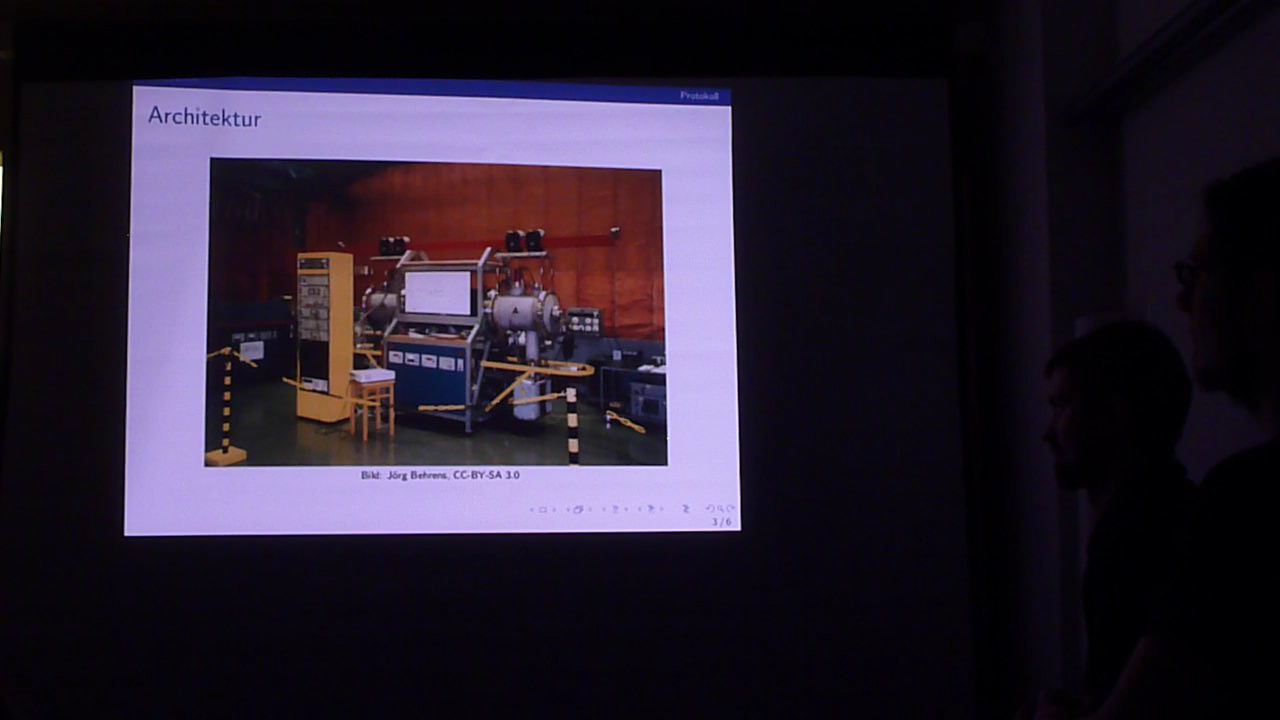 Protokoll
Architektur
A
Bild: Jörg Behrens, CC-BY-SA 3.0
3/6